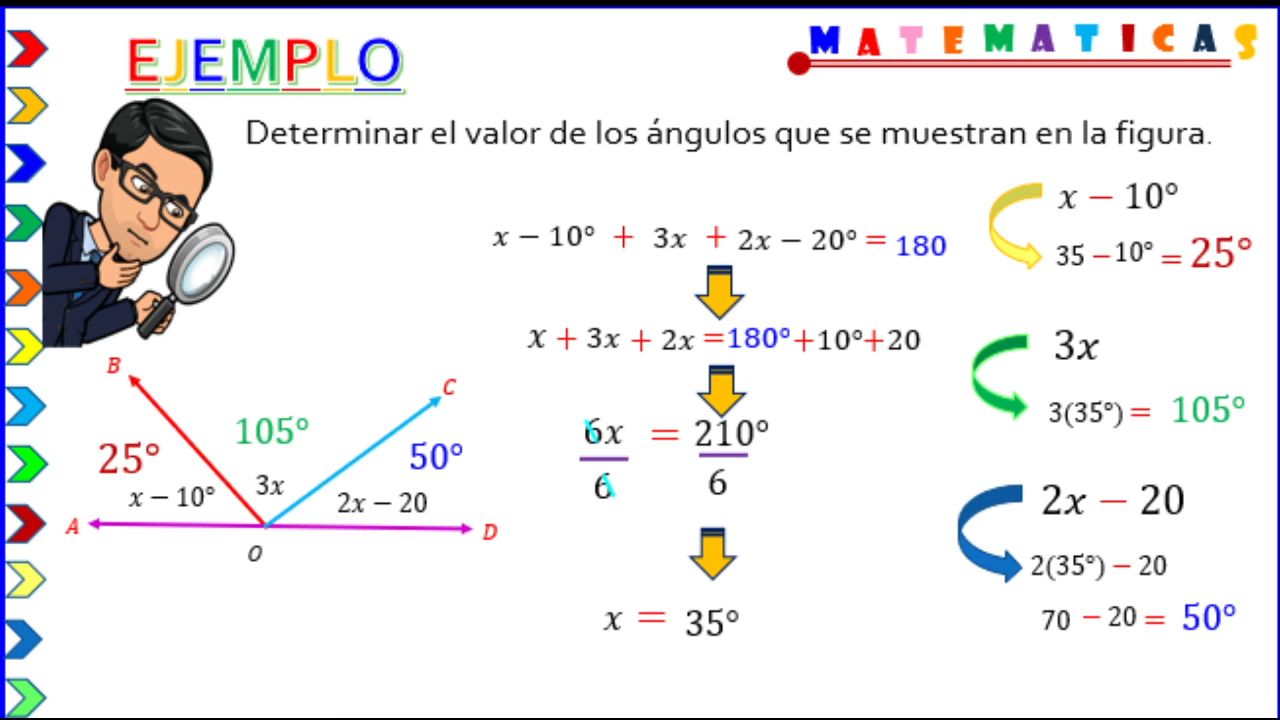 EJEMPLO
MATEMATICAS
Determinar el valor de los ángulos que se muestran en la figura.
x − 10° + 3x + 2x − 20° = 180
x + 3x + 2x = 180° + 10° + 20
6x = 210°
6 6
x = 35°
x − 10°
35 − 10° = 25°
3x
3(35°) = 105°
2x − 20
2(35°) − 20
70 − 20 = 50°
B
C
105°
25°
50°
x − 10°
3x
2x − 20
A
D
O